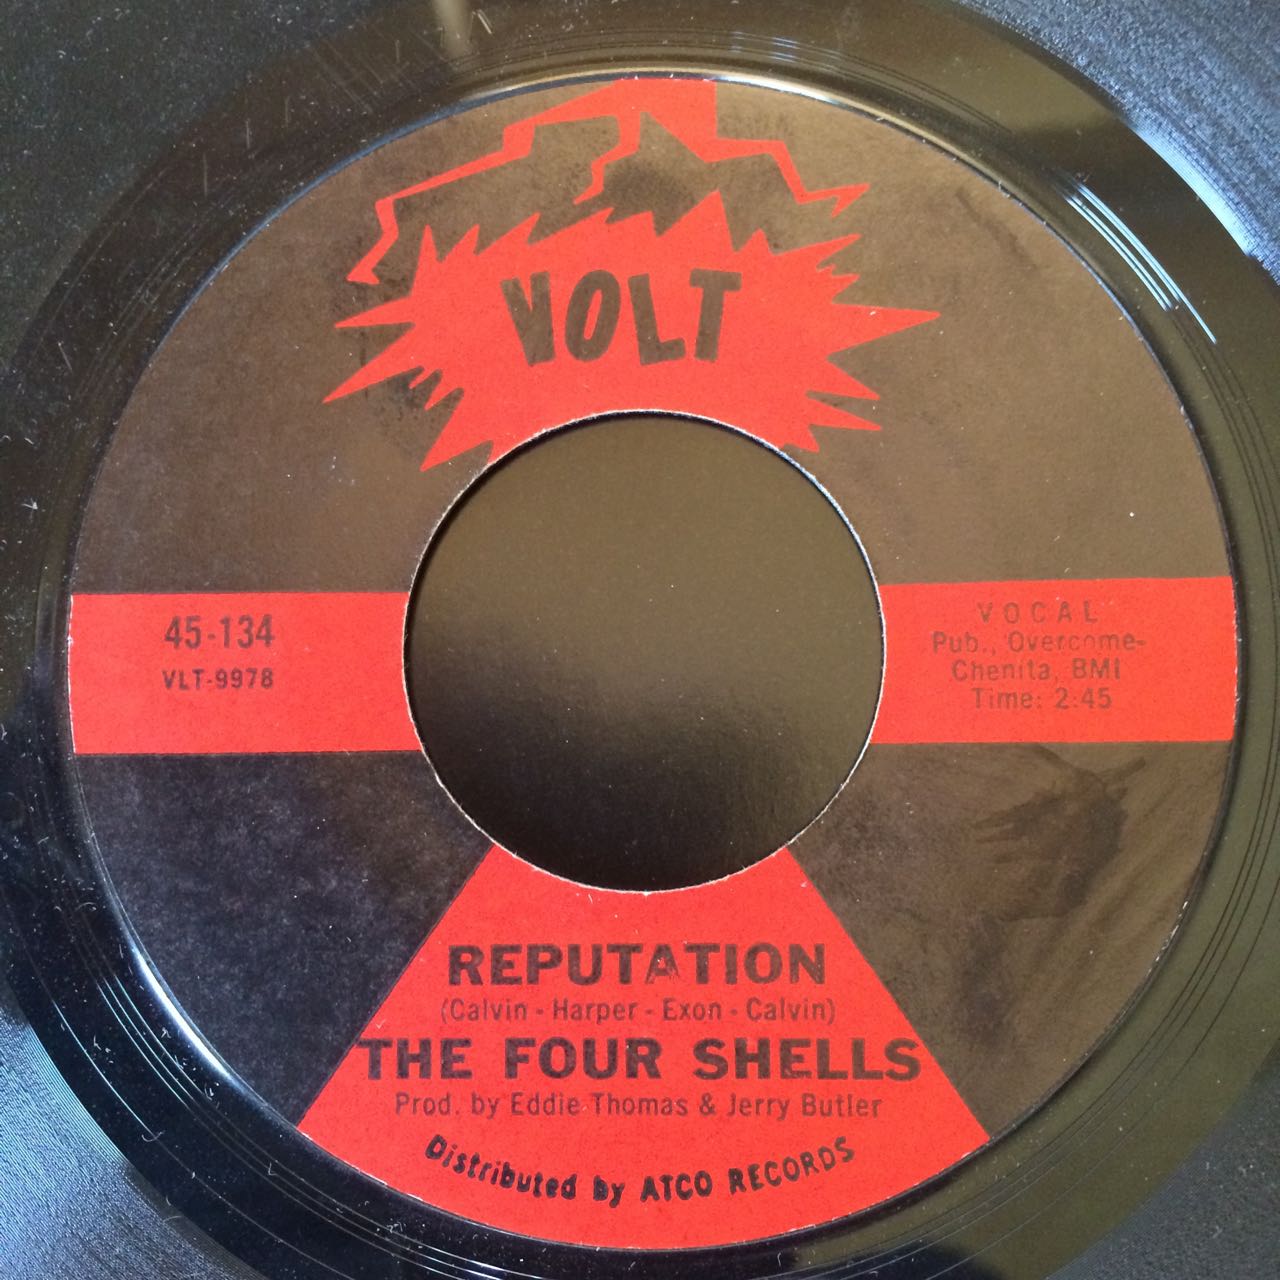 VOLT
45-134
VLT-9978
VOCAL
Pub., Overcome-
Chenita, BMI
Time: 2:45
REPUTATION
(Calvin - Harper - Exon - Calvin)
THE FOUR SHELLS
Prod. by Eddie Thomas & Jerry Butler
Distributed by ATCO RECORDS